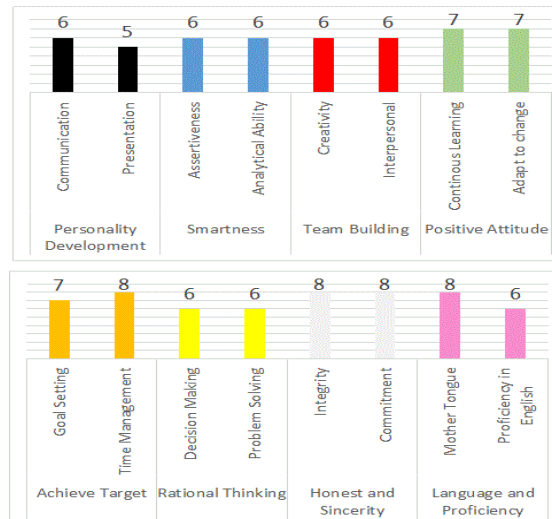 6 5 6 6 6 6 7 7
Communication
Presentation
Assertiveness
Analytical Ability
Creativity
Interpersonal
Continous Learning
Adapt to change
Personality Development
Smartness
Team Building
Positive Attitude
7 8 6 6 8 8 8 6
Goal Setting
Time Management
Decision Making
Problem Solving
Integrity
Commitment
Mother Tongue
Proficiency in
English
Achieve Target
Rational Thinking
Honest and
Sincerity
Language and
Proficiency